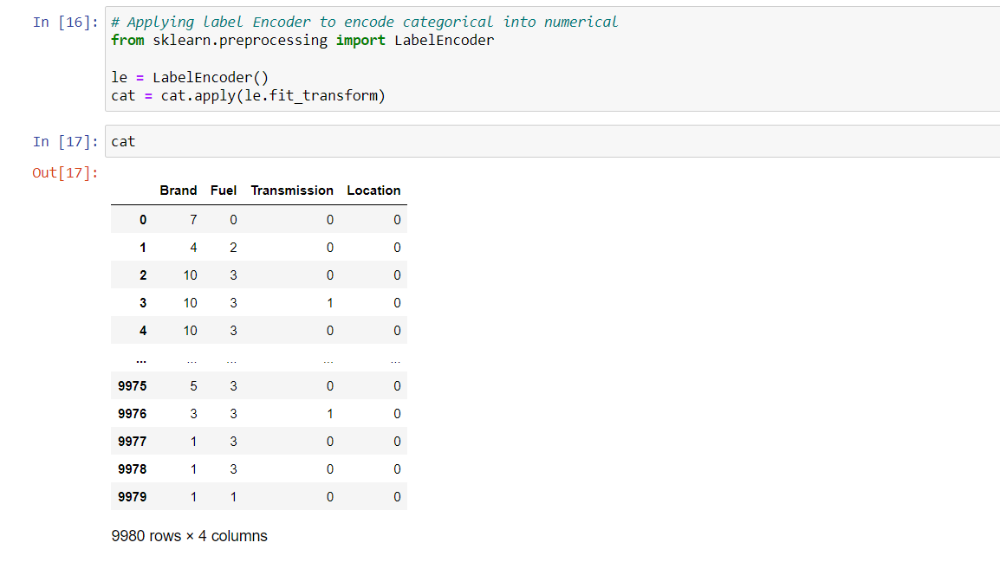 In [16]: # Applying label Encoder to encode categorical into numerical
from sklearn.preprocessing import LabelEncoder
le = LabelEncoder()
cat = cat.apply(le.fit_transform)
In [17]: cat
Out[17]:
Brand Fuel Transmission Location
0 7 0 0 0
1 4 2 0 0
2 10 3 0 0
3 10 3 1 0
4 10 3 0 0
... ... ... ... ...
9975 5 3 0 0
9976 3 3 1 0
9977 1 3 0 0
9978 1 3 0 0
9979 1 1 0 0
9980 rows × 4 columns